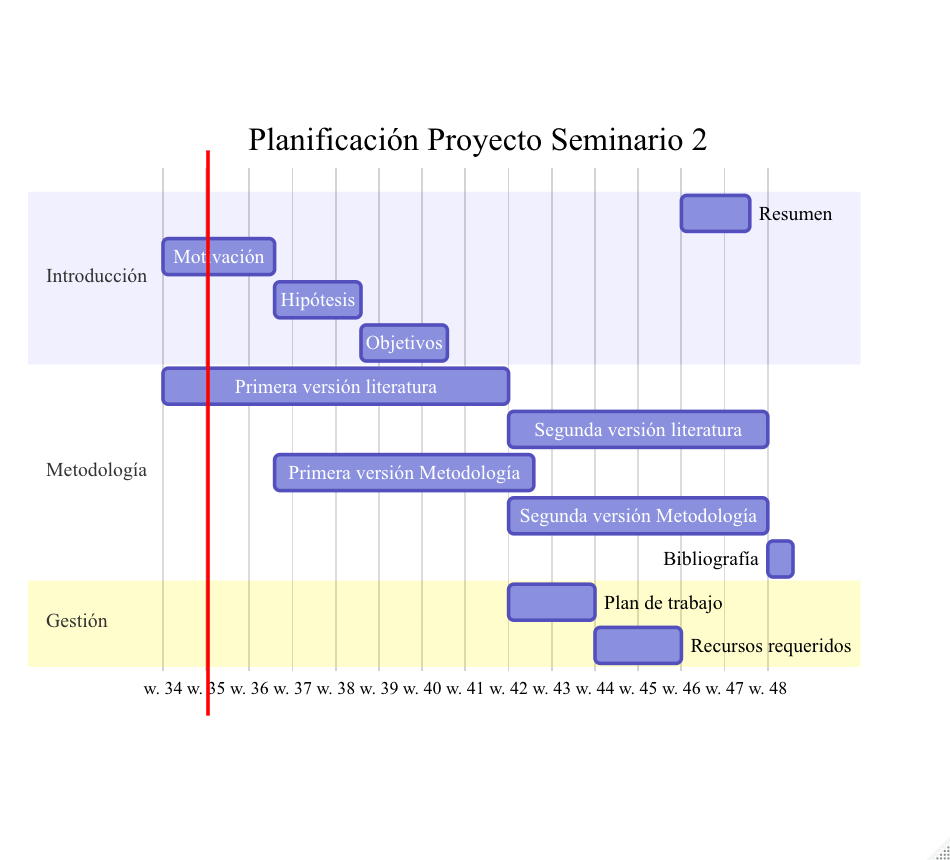 Planificación Proyecto Seminario 2
Resumen
Motivación
Introducción
Hipótesis
Objetivos
Primera versión literatura
Segunda versión literatura
Metodología
Primera versión Metodología
Segunda versión Metodología
Bibliografía
Plan de trabajo
Gestión
Recursos requeridos
w. 34 w. 35 w. 36 w. 37 w. 38 w. 39 w. 40 w. 41 w. 42 w. 43 w. 44 w. 45 w. 46 w. 47 w. 48